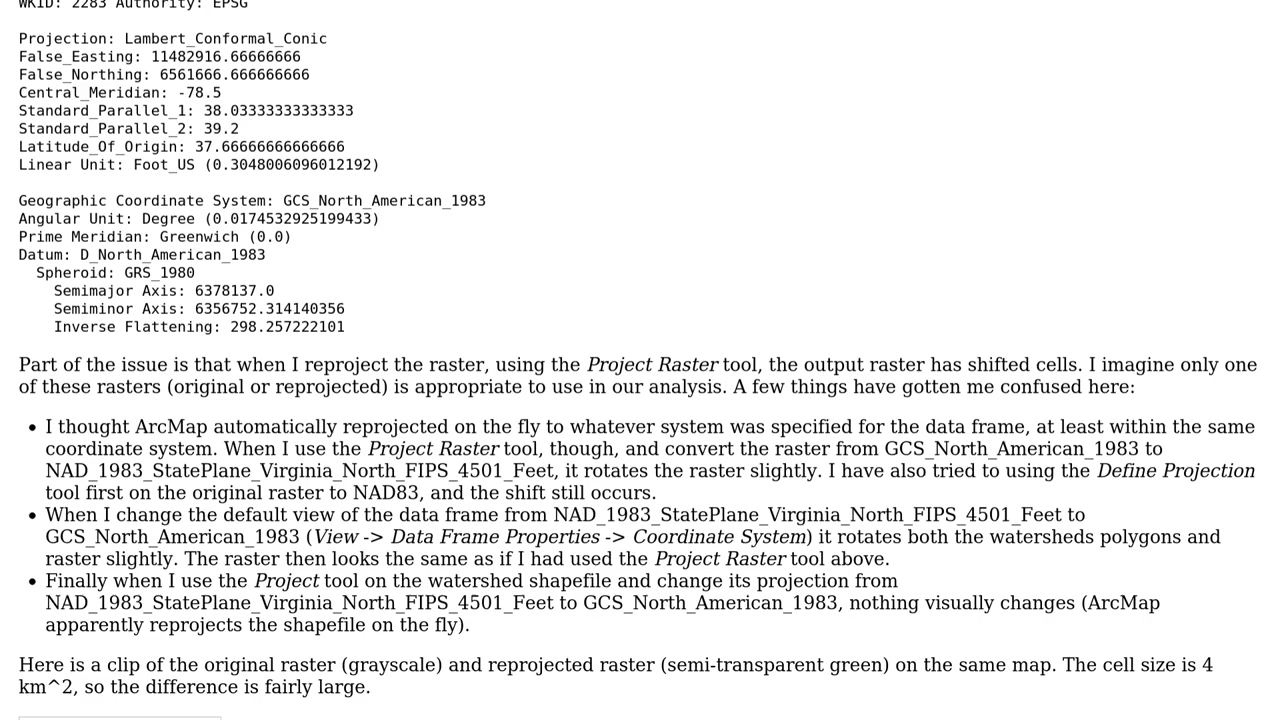 WKID: 2283 Authority: EPSG
Projection: Lambert_Conformal_Conic
False_Easting: 11482916.66666666
False_Northing: 6561666.666666666
Central_Meridian: -78.5
Standard_Parallel_1: 38.03333333333333
Standard_Parallel_2: 39.2
Latitude_Of_Origin: 37.66666666666666
Linear Unit: Foot_US (0.3048006096012192)
Geographic Coordinate System: GCS_North_American_1983
Angular Unit: Degree (0.0174532925199433)
Prime Meridian: Greenwich (0.0)
Datum: D_North_American_1983
Spheroid: GRS_1980
Semimajor Axis: 6378137.0
Semiminor Axis: 6356752.314140356
Inverse Flattening: 298.257222101
Part of the issue is that when I reproject the raster, using the Project Raster tool, the output raster has shifted cells. I imagine only one
of these rasters (original or reprojected) is appropriate to use in our analysis. A few things have gotten me confused here:
• I thought ArcMap automatically reprojected on the fly to whatever system was specified for the data frame, at least within the same
coordinate system. When I use the Project Raster tool, though, and convert the raster from GCS_North_American_1983 to
NAD_1983_StatePlane_Virginia_North_FIPS_4501_Feet, it rotates the raster slightly. I have also tried to using the Define Projection
tool first on the original raster to NAD83, and the shift still occurs.
• When I change the default view of the data frame from NAD_1983_StatePlane_Virginia_North_FIPS_4501_Feet to
GCS_North_American_1983 (View -> Data Frame Properties -> Coordinate System) it rotates both the watersheds polygons and
raster slightly. The raster then looks the same as if I had used the Project Raster tool above.
• Finally when I use the Project tool on the watershed shapefile and change its projection from
NAD_1983_StatePlane_Virginia_North_FIPS_4501_Feet to GCS_North_American_1983, nothing visually changes (ArcMap
apparently reprojects the shapefile on the fly).
Here is a clip of the original raster (grayscale) and reprojected raster (semi-transparent green) on the same map. The cell size is 4
km^2, so the difference is fairly large.